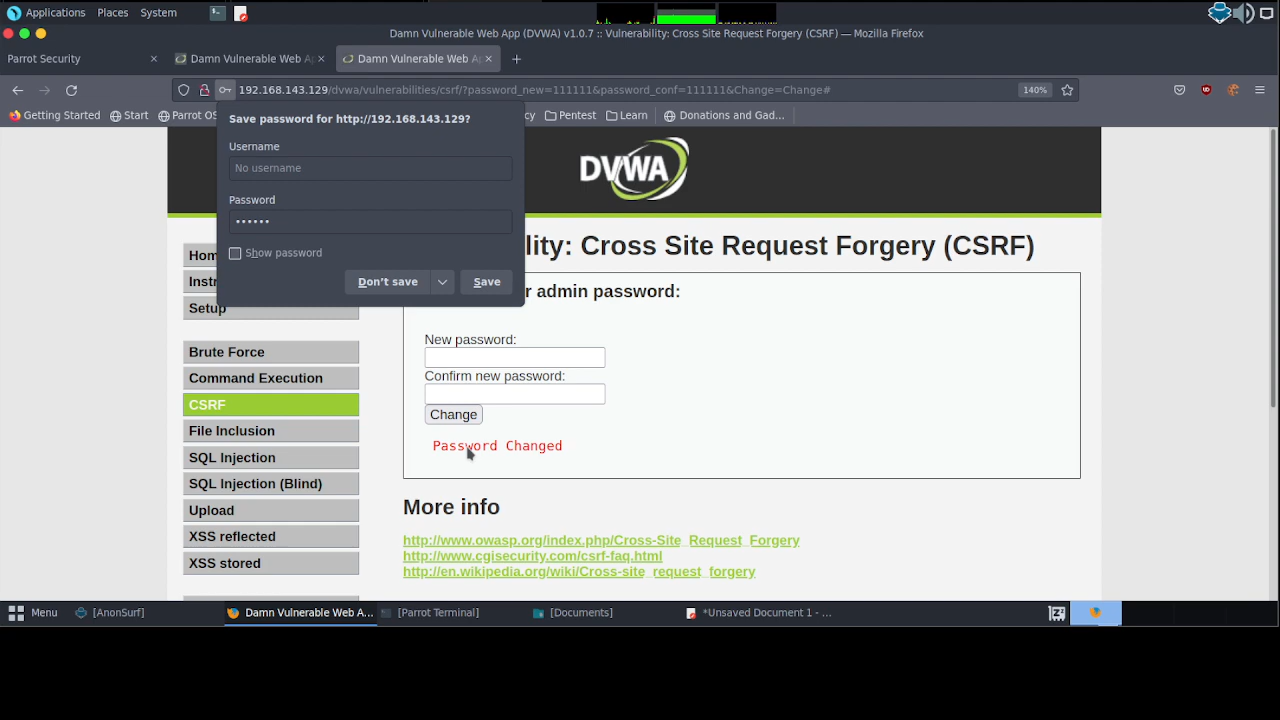 Applications Places System
Damn Vulnerable Web App (DVWA) v1.0.7 :: Vulnerability: Cross Site Request Forgery (CSRF) — Mozilla Firefox
Parrot Security × Damn Vulnerable Web A × Damn Vulnerable Web A × +
192.168.143.129/dvwa/vulnerabilities/csrf/?password_new=111111&password_conf=111111&Change=Change# 140%
Getting Started Start Parrot OS cy Pentest Learn Donations and Gad...
Save password for http://192.168.143.129?
Username
No username
Password
••••••
Show password
Don't save Save
DVWA
lity: Cross Site Request Forgery (CSRF)
r admin password:
New password:
Confirm new password:
Change
Password Changed
Hom
Instr
Setup
Brute Force
Command Execution
CSRF
File Inclusion
SQL Injection
SQL Injection (Blind)
Upload
XSS reflected
XSS stored
More info
http://www.owasp.org/index.php/Cross-Site_Request_Forgery
http://www.cgisecurity.com/csrf-faq.html
http://en.wikipedia.org/wiki/Cross-site_request_forgery
Menu [AnonSurf] Damn Vulnerable Web A... [Parrot Terminal] [Documents] *Unsaved Document 1 - ...